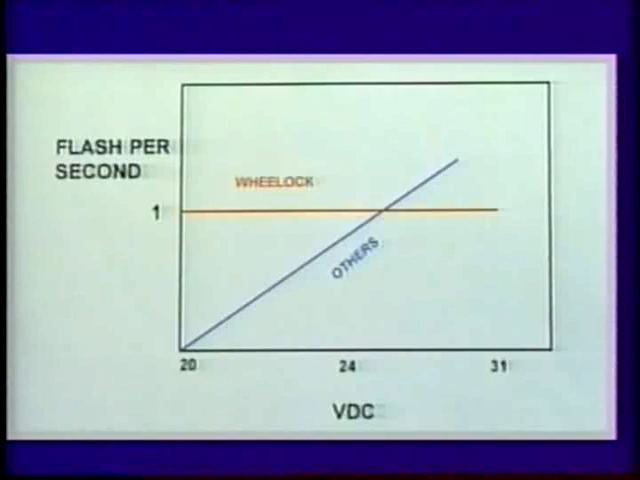 FLASH PER
SECOND
WHEELOCK
1
OTHERS
20
24
31
VDC